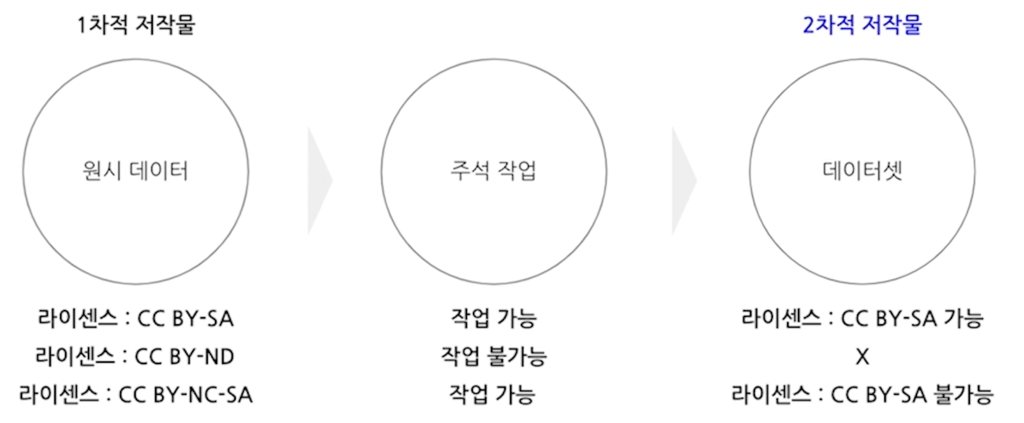 1차적 저작물
2차적 저작물
원시 데이터
주석 작업
데이터셋
라이센스 : CC BY-SA
작업 가능
라이센스 : CC BY-SA 가능
라이센스 : CC BY-ND
작업 불가능
X
라이센스 : CC BY-NC-SA
작업 가능
라이센스 : CC BY-SA 불가능